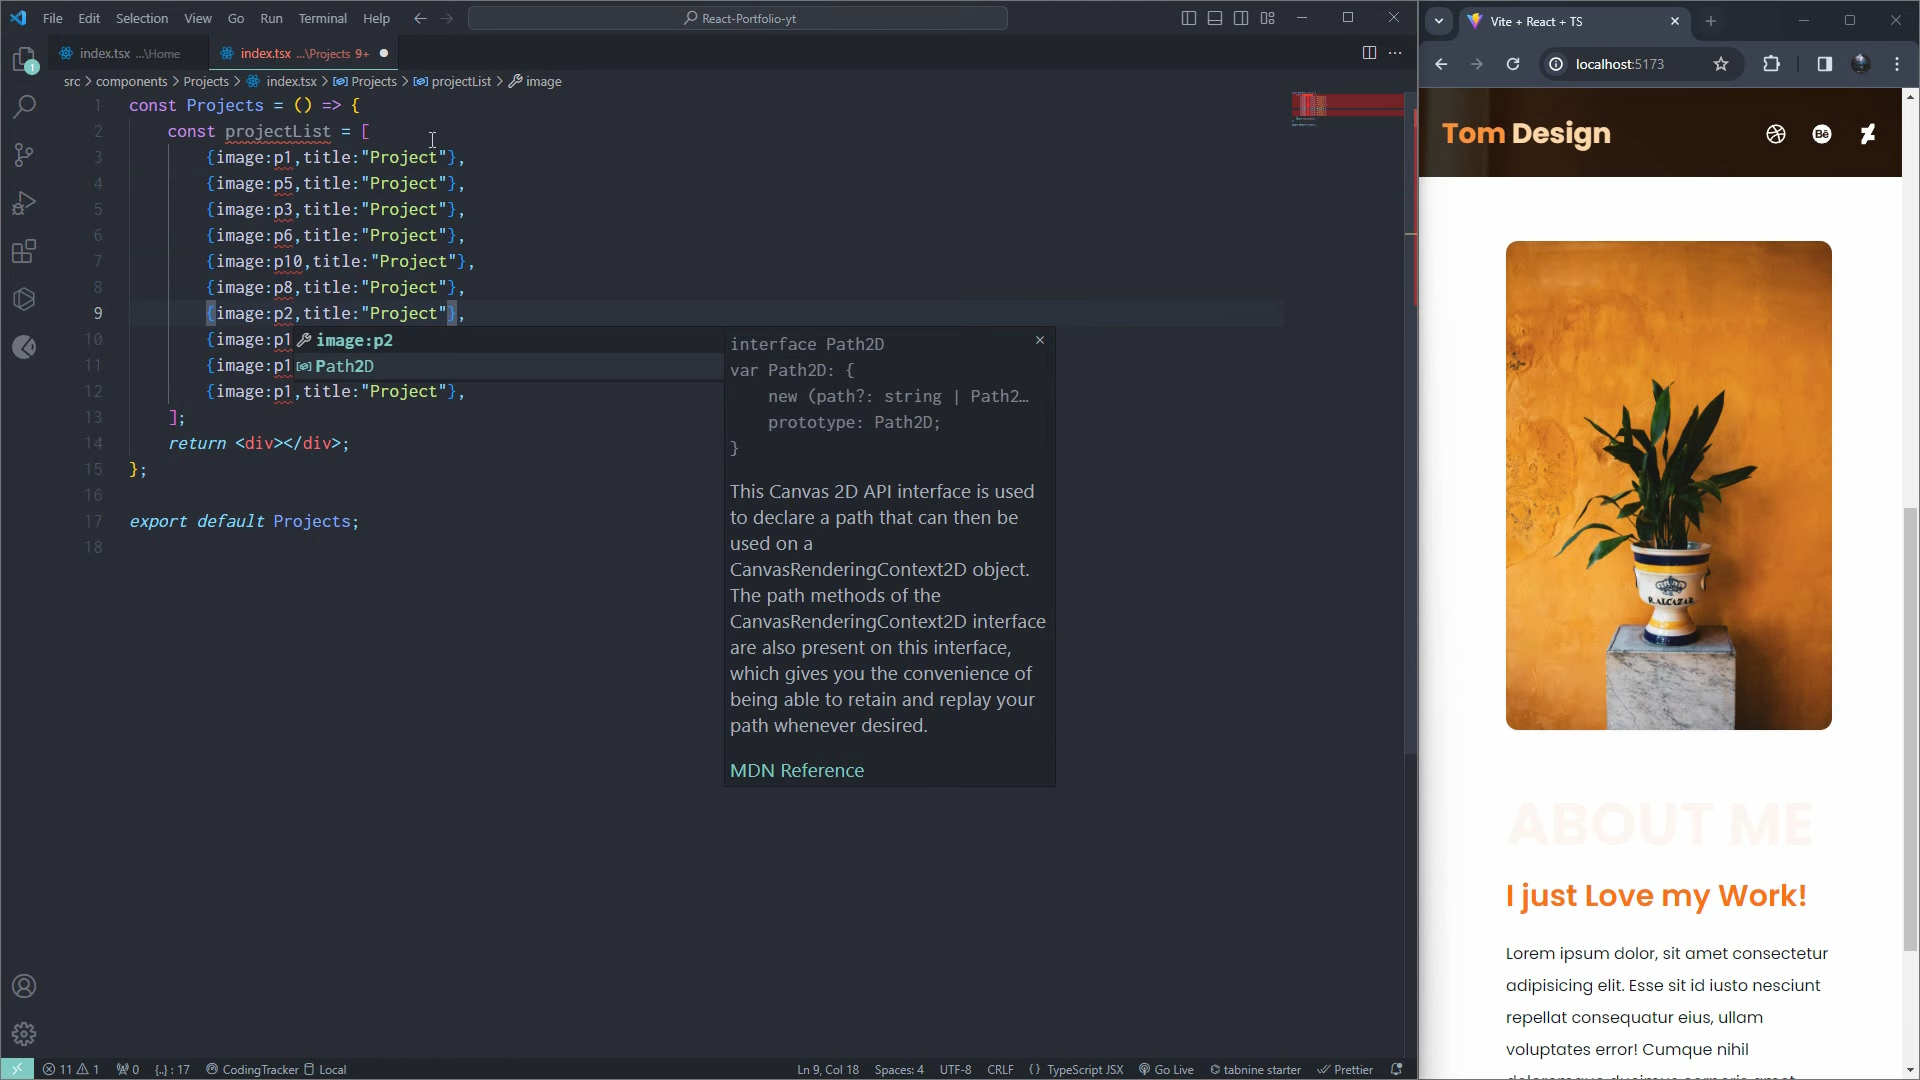 File Edit Selection View Go Run Terminal Help
React-Portfolio-yt
index.tsx ...\Home
index.tsx ...\Projects 9+
src > components > Projects > index.tsx > Projects > projectList > image
1 const Projects = () => {
2 const projectList = [
3 {image:p1,title:"Project"},
4 {image:p5,title:"Project"},
5 {image:p3,title:"Project"},
6 {image:p6,title:"Project"},
7 {image:p10,title:"Project"},
8 {image:p8,title:"Project"},
9 {image:p2,title:"Project"},
10 {image:p1
11 {image:p1
12 {image:p1,title:"Project"},
13 ];
14 return <div></div>;
15 };
16
17 export default Projects;
18
image:p2
Path2D
interface Path2D
var Path2D: {
new (path?: string | Path2…
prototype: Path2D;
}
This Canvas 2D API interface is used
to declare a path that can then be
used on a
CanvasRenderingContext2D object.
The path methods of the
CanvasRenderingContext2D interface
are also present on this interface,
which gives you the convenience of
being able to retain and replay your
path whenever desired.
MDN Reference
1
11 1 0 {..} : 17 CodingTracker Local
Ln 9, Col 18 Spaces: 4 UTF-8 CRLF {} TypeScript JSX Go Live tabnine starter Prettier
Vite + React + TS
localhost:5173
Tom Design
Bē
R.ALCAZAR
ABOUT ME
I just Love my Work!
Lorem ipsum dolor, sit amet consectetur
adipisicing elit. Esse sit id iusto nesciunt
repellat consequatur eius, ullam
voluptates error! Cumque nihil